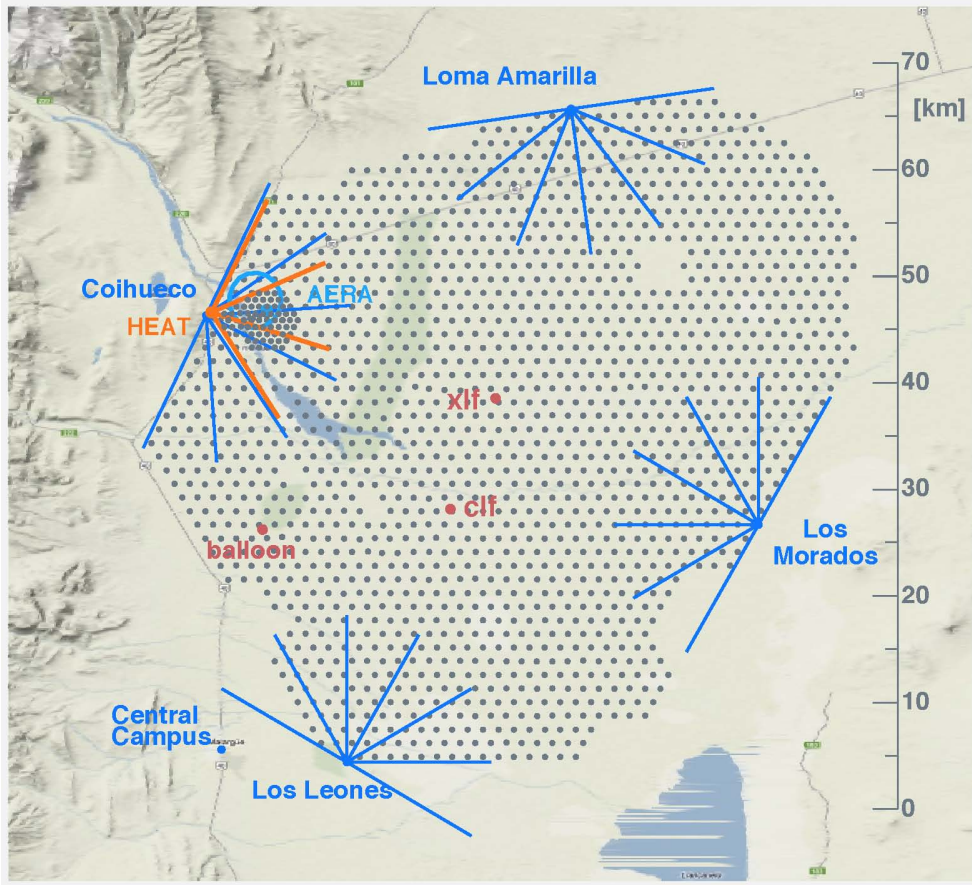 70
Loma Amarilla
[km]
60
50
Coihueco
AERA
HEAT
40
xlf
30
clf
balloon
Los
Morados
20
10
Central
Campus
Los Leones
0